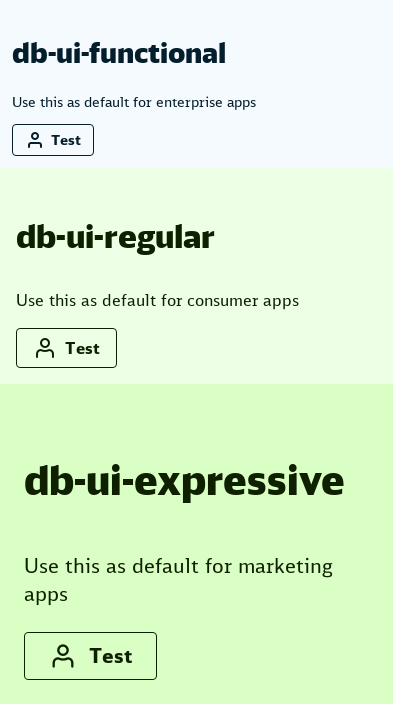 db-ui-functional
Use this as default for enterprise apps
Test
db-ui-regular
Use this as default for consumer apps
Test
db-ui-expressive
Use this as default for marketing
apps
Test